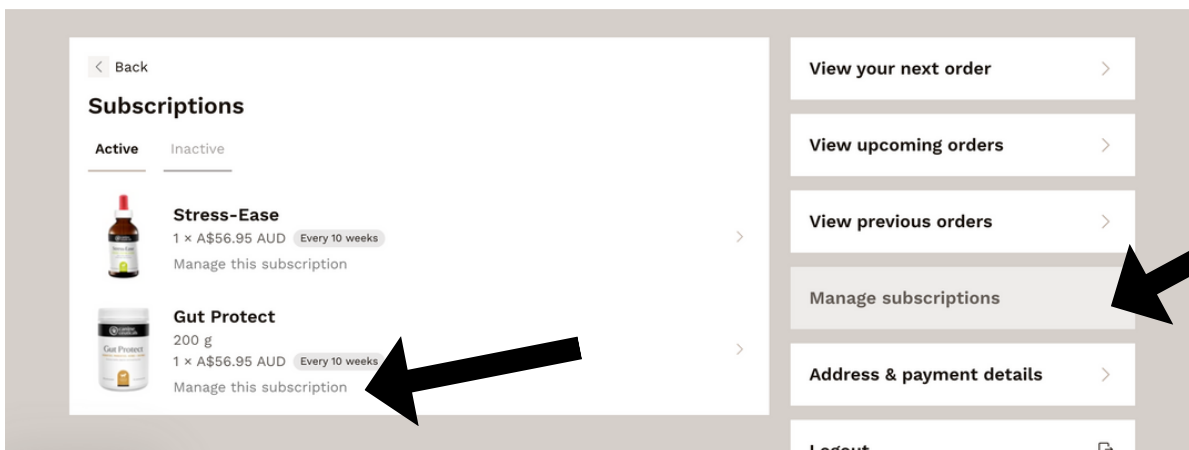 Back
Subscriptions
Active
Inactive
Stress-Ease
1 × A$56.95 AUD Every 10 weeks
Manage this subscription
Gut Protect
200 g
1 × A$56.95 AUD Every 10 weeks
Manage this subscription
Gut Protect
View your next order
View upcoming orders
View previous orders
Manage subscriptions
Address & payment details
Logout